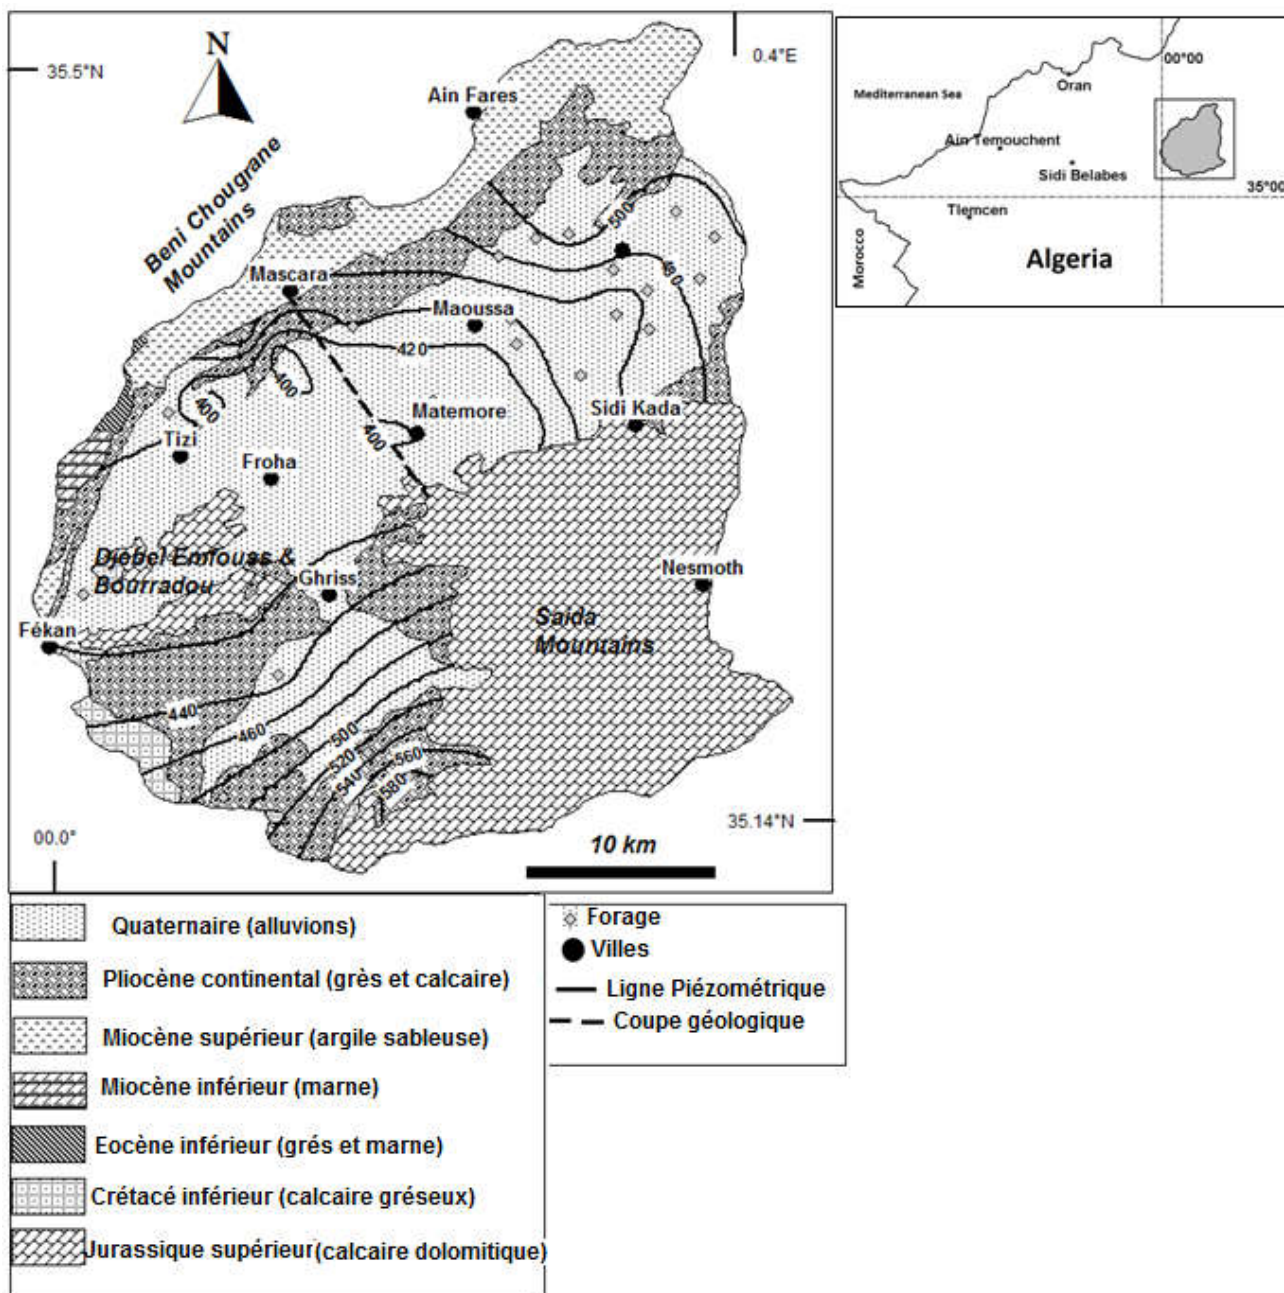 N
35.5°N
0.4°E
Ain Fares
Beni Chougrane
Mountains
500
480
Mascara
Maoussa
420
400
400
Matemore
Sidi Kada
400
Tizi
Froha
Djebel Emfouss &
Bourradou
Ghriss
Nesmoth
Fékan
Saida
Mountains
440
460
500
520
540
560
580
35.14°N
00.0°
10 km
00°00
Mediterranean Sea
Oran
Ain Temouchent
Sidi Belabes
35°00
Tlemcen
Morocco
Algeria
Quaternaire (alluvions)
Pliocène continental (grès et calcaire)
Miocène supérieur (argile sableuse)
Miocène inférieur (marne)
Eocène inférieur (grés et marne)
Crétacé inférieur (calcaire gréseux)
Jurassique supérieur (calcaire dolomitique)
Forage
Villes
Ligne Piézométrique
Coupe géologique